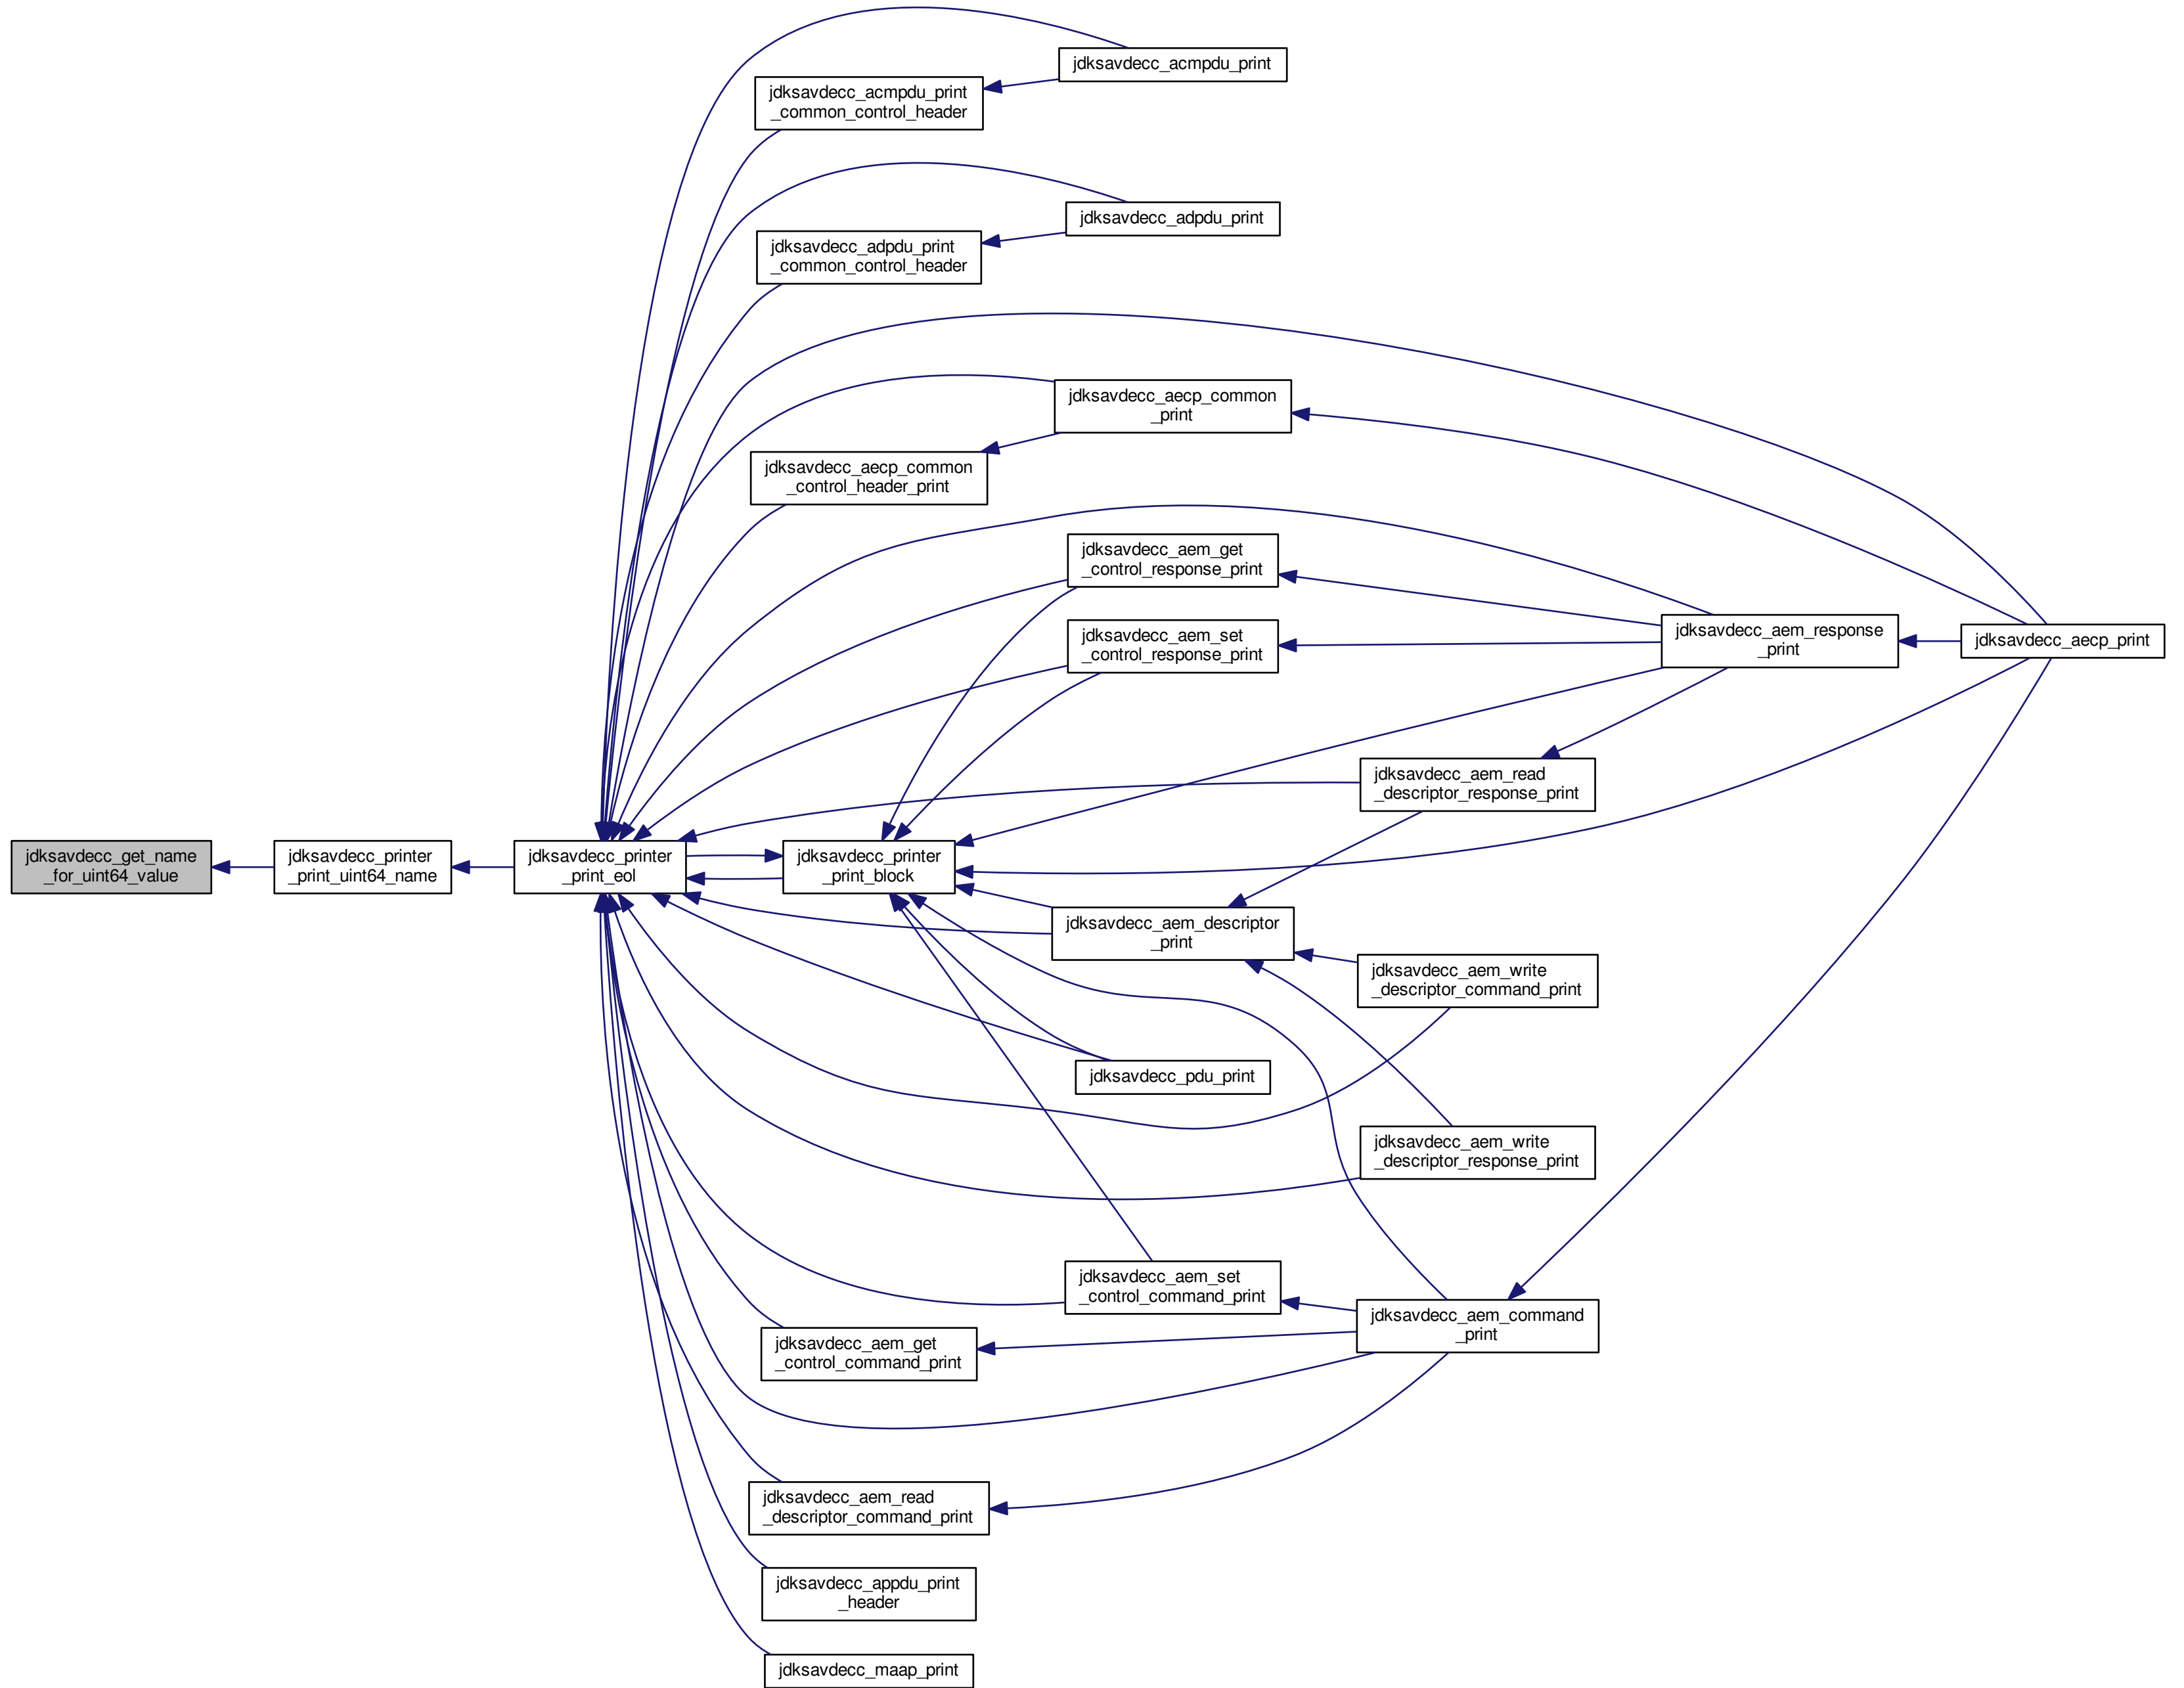 jdksavdecc_acmpdu_print
jdksavdecc_acmpdu_print
_common_control_header
jdksavdecc_adpdu_print
jdksavdecc_adpdu_print
_common_control_header
jdksavdecc_aecp_common
_print
jdksavdecc_aecp_common
_control_header_print
jdksavdecc_aem_get
_control_response_print
jdksavdecc_aem_set
_control_response_print
jdksavdecc_aem_response
_print
jdksavdecc_aecp_print
jdksavdecc_aem_read
_descriptor_response_print
jdksavdecc_get_name
_for_uint64_value
jdksavdecc_printer
_print_uint64_name
jdksavdecc_printer
_print_eol
jdksavdecc_printer
_print_block
jdksavdecc_aem_descriptor
_print
jdksavdecc_aem_write
_descriptor_command_print
jdksavdecc_pdu_print
jdksavdecc_aem_write
_descriptor_response_print
jdksavdecc_aem_set
_control_command_print
jdksavdecc_aem_command
_print
jdksavdecc_aem_get
_control_command_print
jdksavdecc_aem_read
_descriptor_command_print
jdksavdecc_appdu_print
_header
jdksavdecc_maap_print